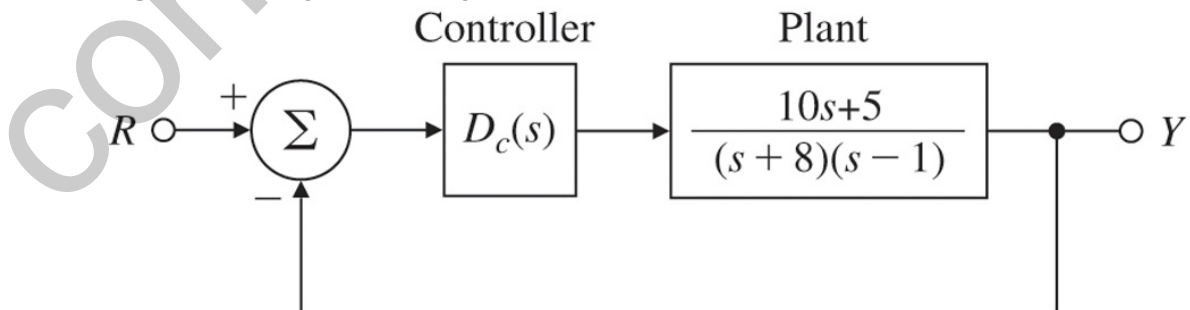 Controller Plant
R + Σ D_c(s) 10s+5 Y
(s + 8)(s − 1)
−